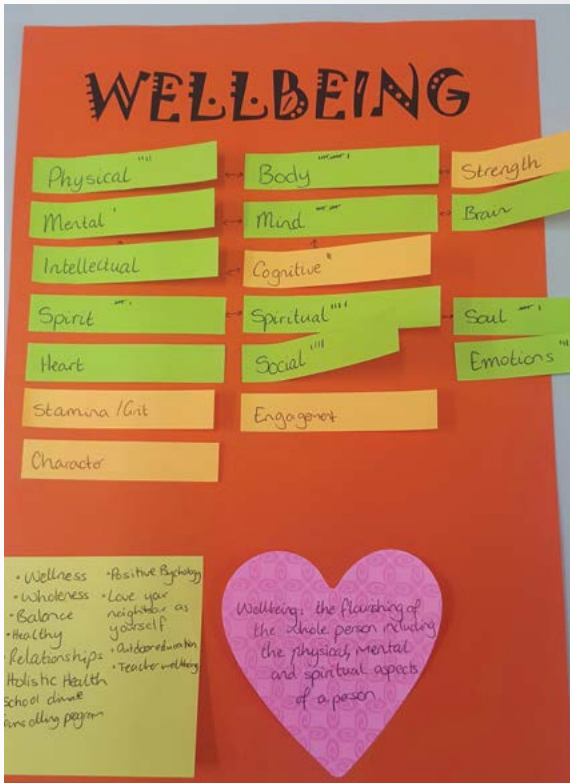 WELLBEING
Physical
Body
Strength
Mental
Mind
Brain
Intellectual
Cognitive
Spirit
Spiritual
Soul
Heart
Social
Emotions
Stamina / Grit
Engagement
Charactor
• Wellness
• Wholeness
• Balance
• Healthy
• Relationships
Holistic Health
School climate
program
• Positive Psychology
• Love your
neighbour as
yourself
• Outdoor education
• Teacher wellbeing
Wellbeing: the flourishing of
the whole person including
the physical, mental
and spiritual aspects
of a person